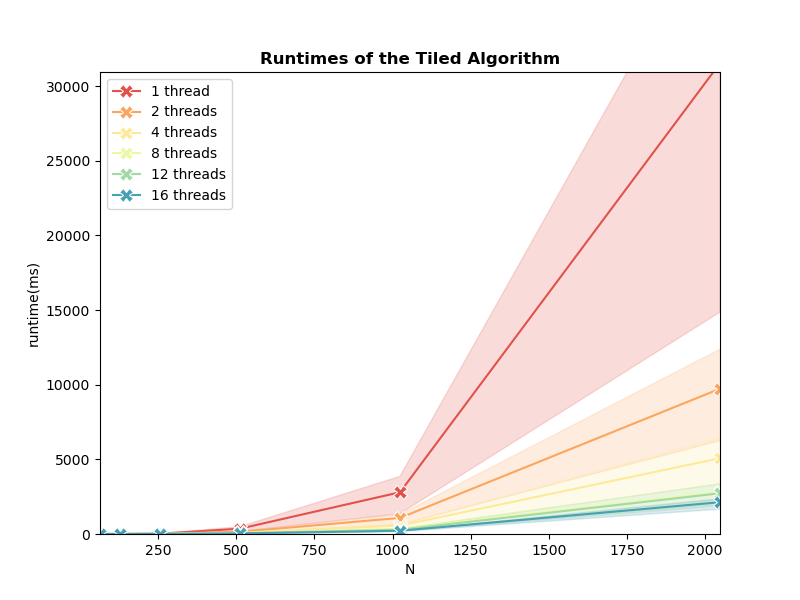 Runtimes of the Tiled Algorithm
30000
25000
20000
15000
10000
5000
0
runtime(ms)
1 thread
2 threads
4 threads
8 threads
12 threads
16 threads
250 500 750 1000 1250 1500 1750 2000
N